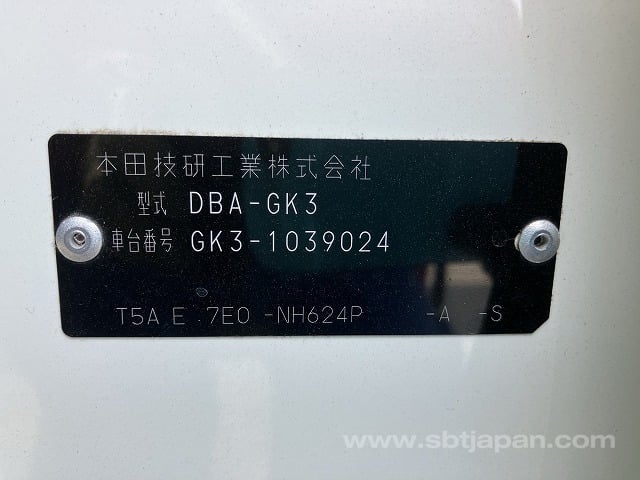 本田技研工業株式会社
型式 DBA-GK3
車台番号 GK3-1039024
T5A E 7E0 -NH624P -A -S
www.sbtjapan.com